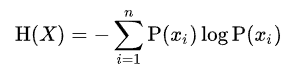 H(X) = − ∑_{i=1}^{n} P(x_i) log P(x_i)